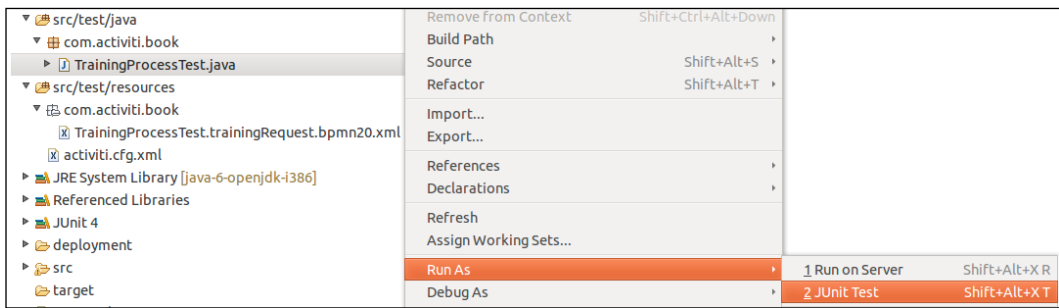 src/test/java
com.activiti.book
TrainingProcessTest.java
src/test/resources
com.activiti.book
TrainingProcessTest.trainingRequest.bpmn20.xml
activiti.cfg.xml
JRE System Library [java-6-openjdk-i386]
Referenced Libraries
JUnit 4
deployment
src
target
Remove from Context Shift+Ctrl+Alt+Down
Build Path
Source Shift+Alt+S
Refactor Shift+Alt+T
Import...
Export...
References
Declarations
Refresh
Assign Working Sets...
Run As
Debug As
1 Run on Server Shift+Alt+X R
2 JUnit Test Shift+Alt+X T